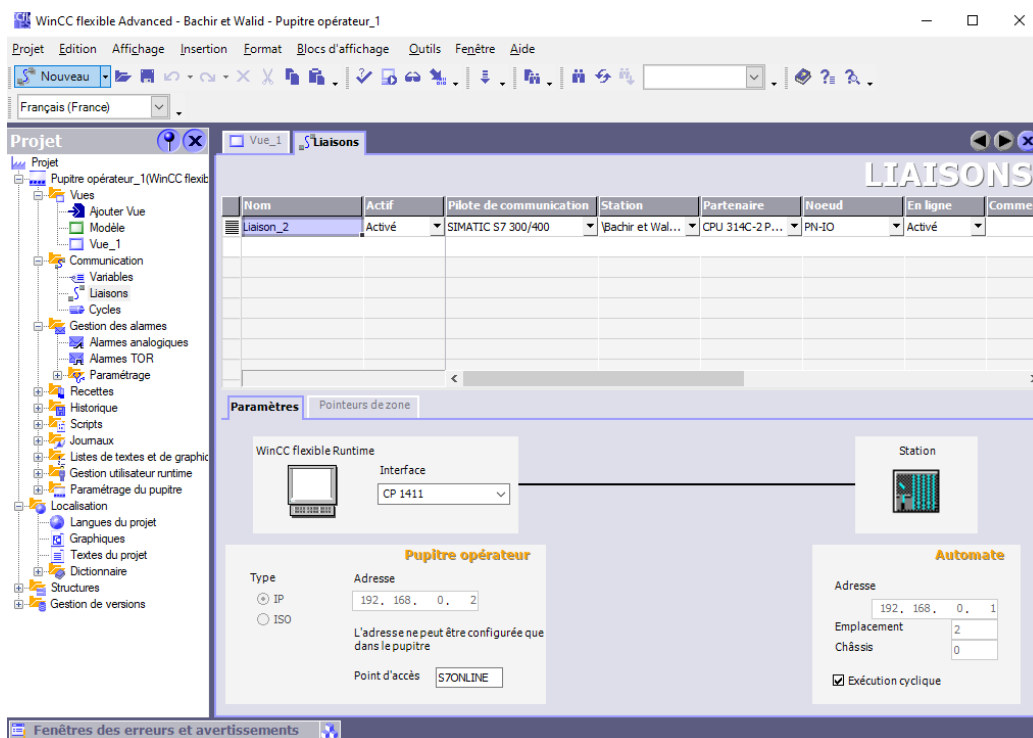 WinCC flexible Advanced - Bachir et Walid - Pupitre opérateur_1
Projet Edition Affichage Insertion Format Blocs d'affichage Outils Fenêtre Aide
Nouveau
Français (France)
Projet
Projet
Pupitre opérateur_1(WinCC flexib
Vues
Ajouter Vue
Modèle
Vue_1
Communication
Variables
Liaisons
Cycles
Gestion des alarmes
Alarmes analogiques
Alarmes TOR
Paramétrage
Recettes
Historique
Scripts
Journaux
Listes de textes et de graphic
Gestion utilisateur runtime
Paramétrage du pupitre
Localisation
Langues du projet
Graphiques
Textes du projet
Dictionnaire
Structures
Gestion de versions
Vue_1 Liaisons
LIAISONS
Nom Actif Pilote de communication Station Partenaire Noeud En ligne Comme
Liaison_2 Activé SIMATIC S7 300/400 \Bachir et Wal... CPU 314C-2 P... PN-IO Activé
Paramètres Pointeurs de zone
WinCC flexible Runtime
Interface
CP 1411
Station
Pupitre opérateur
Type Adresse
IP 192. 168. 0. 2
ISO
L'adresse ne peut être configurée que
dans le pupitre
Point d'accès S7ONLINE
Automate
Adresse
192. 168. 0. 1
Emplacement 2
Châssis 0
Exécution cyclique
Fenêtres des erreurs et avertissements